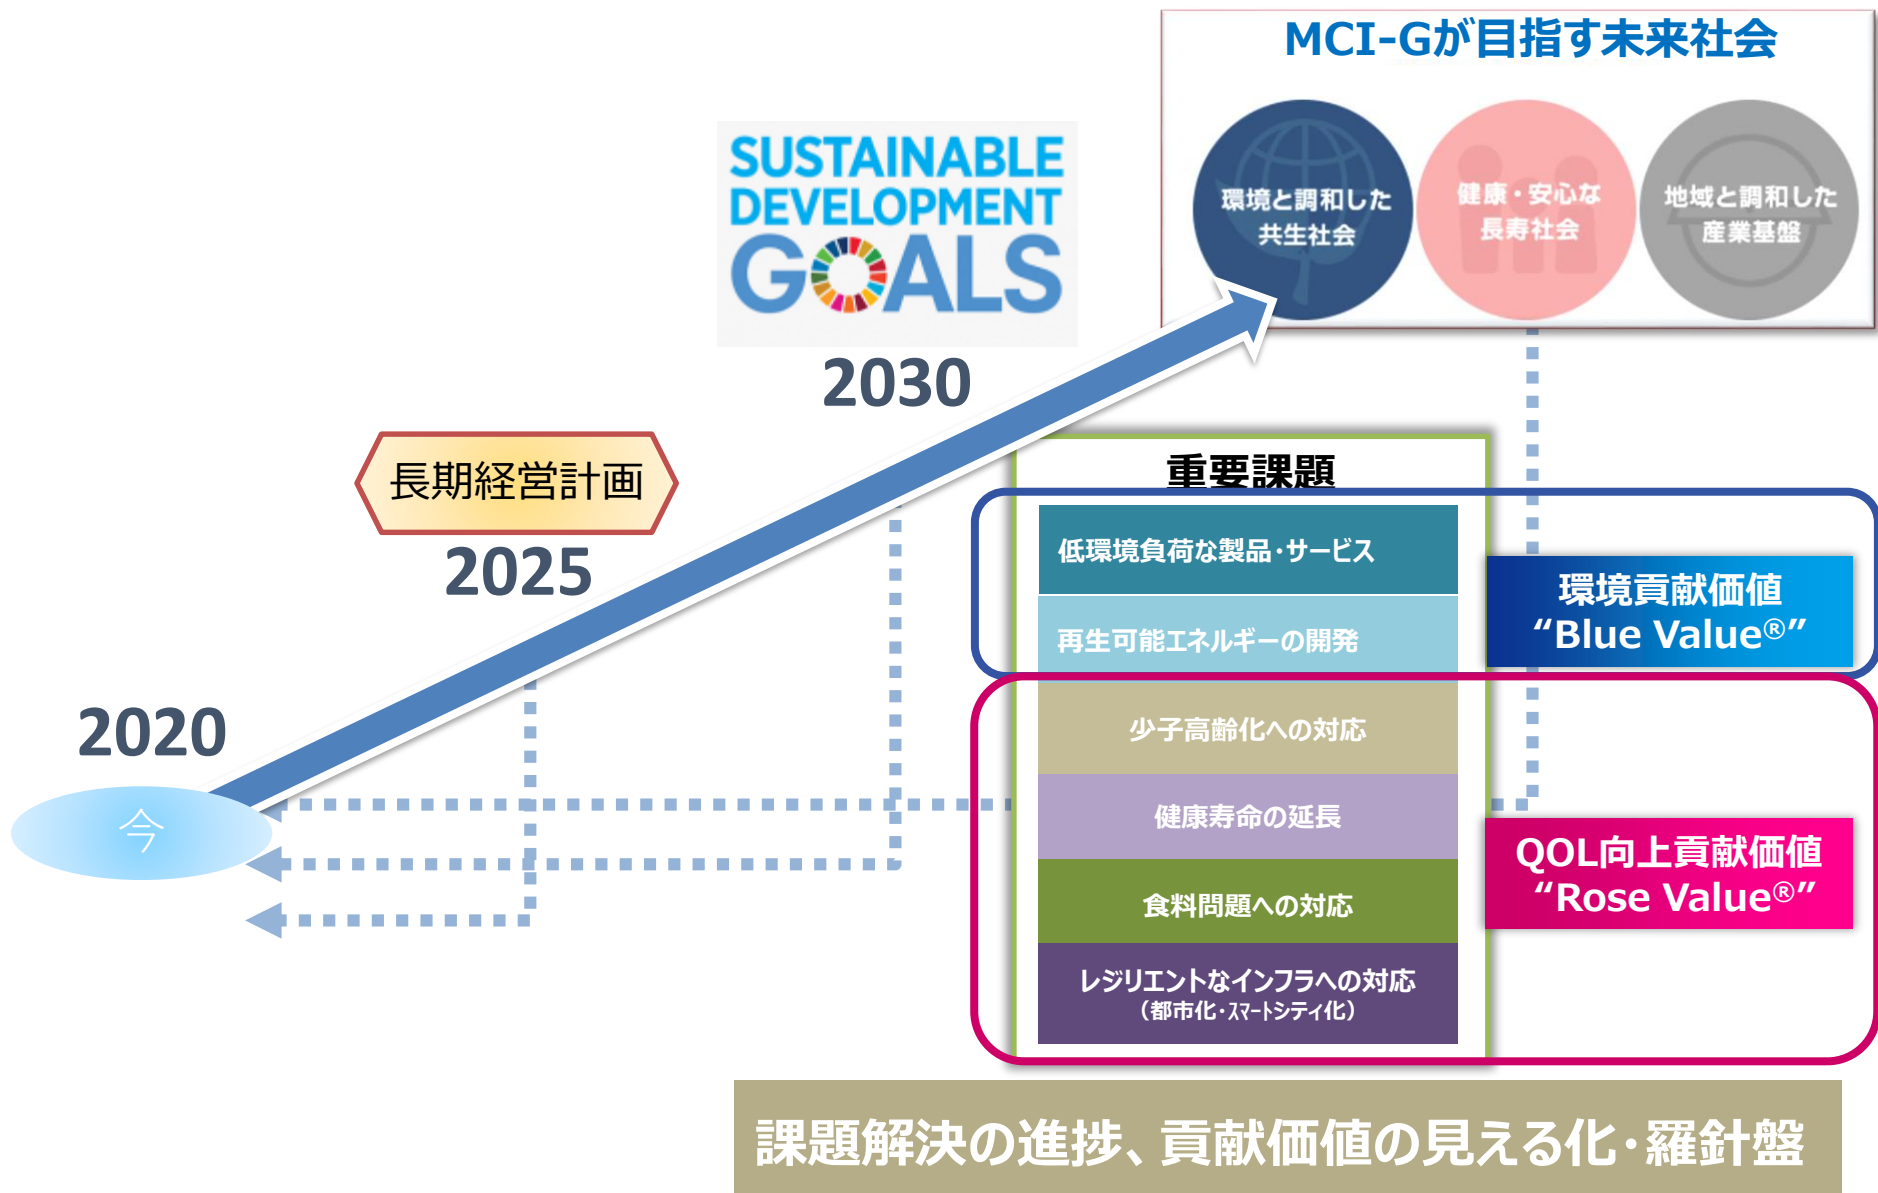 MCI-Gが目指す未来社会
環境と調和した
共生社会
健康・安心な
長寿社会
地域と調和した
産業基盤
SUSTAINABLE
DEVELOPMENT
GOALS
2030
長期経営計画
2025
2020
今
重要課題
低環境負荷な製品・サービス
再生可能エネルギーの開発
環境貢献価値
“Blue Value®”
少子高齢化への対応
健康寿命の延長
食料問題への対応
レジリエントなインフラへの対応
（都市化・ｽﾏｰﾄシティ化）
QOL向上貢献価値
“Rose Value®”
課題解決の進捗、貢献価値の見える化・羅針盤